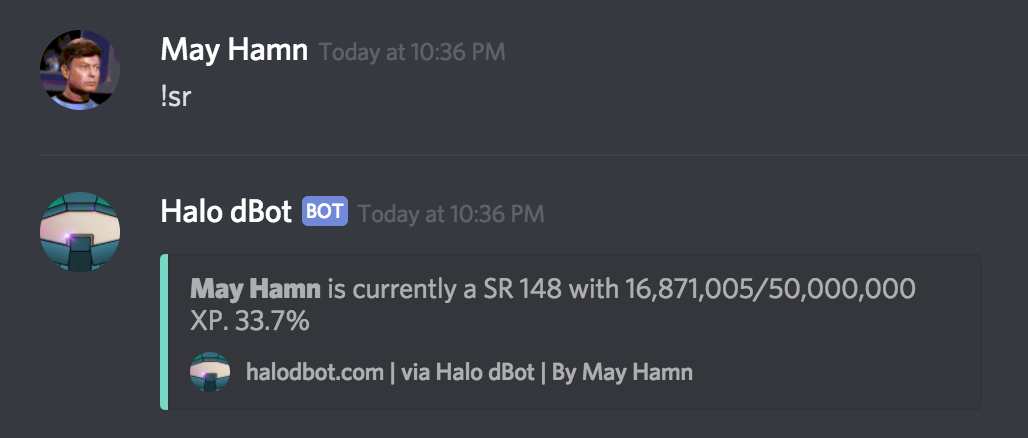 May Hamn Today at 10:36 PM
!sr
Halo dBot BOT Today at 10:36 PM
May Hamn is currently a SR 148 with 16,871,005/50,000,000
XP. 33.7%
halodbot.com | via Halo dBot | By May Hamn